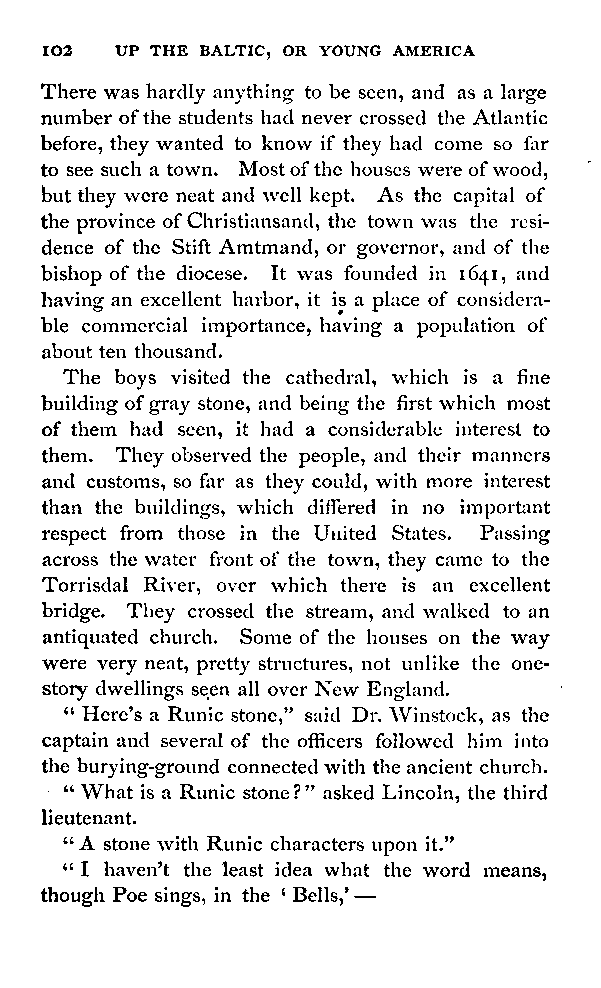 102 UP THE BALTIC, OR YOUNG AMERICA
There was hardly anything to be seen, and as a large
number of the students had never crossed the Atlantic
before, they wanted to know if they had come so far
to see such a town. Most of the houses were of wood,
but they were neat and well kept. As the capital of
the province of Christiansand, the town was the resi-
dence of the Stift Amtmand, or governor, and of the
bishop of the diocese. It was founded in 1641, and
having an excellent harbor, it is a place of considera-
ble commercial importance, having a population of
about ten thousand.
The boys visited the cathedral, which is a fine
building of gray stone, and being the first which most
of them had seen, it had a considerable interest to
them. They observed the people, and their manners
and customs, so far as they could, with more interest
than the buildings, which differed in no important
respect from those in the United States. Passing
across the water front of the town, they came to the
Torrisdal River, over which there is an excellent
bridge. They crossed the stream, and walked to an
antiquated church. Some of the houses on the way
were very neat, pretty structures, not unlike the one-
story dwellings seen all over New England.
“ Here's a Runic stone,” said Dr. Winstock, as the
captain and several of the officers followed him into
the burying-ground connected with the ancient church.
“ What is a Runic stone?” asked Lincoln, the third
lieutenant.
“ A stone with Runic characters upon it.”
“ I haven't the least idea what the word means,
though Poe sings, in the ‘ Bells,’ —